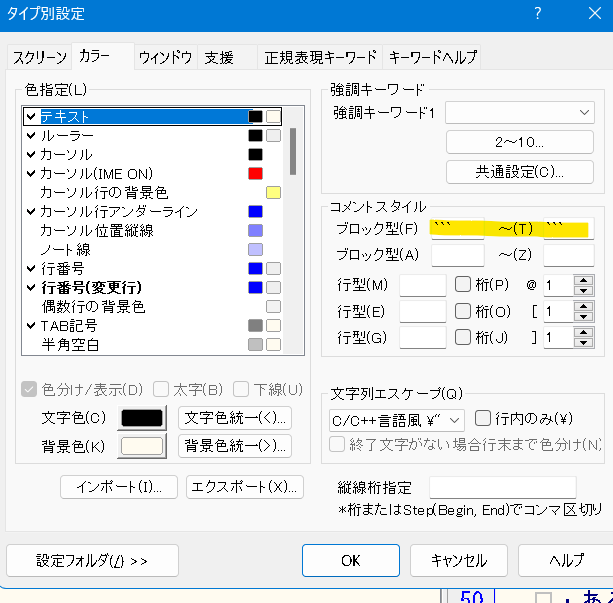 タイプ別設定 ?
スクリーン カラー ウィンドウ 支援 正規表現キーワード キーワードヘルプ
色指定(L)
テキスト
ルーラー
カーソル
カーソル(IME ON)
カーソル行の背景色
カーソル行アンダーライン
カーソル位置縦線
ノート線
行番号
行番号(変更行)
偶数行の背景色
TAB記号
半角空白
色分け/表示(D) 太字(B) 下線(U)
文字色(C) 文字色統一(<)...
背景色(K) 背景色統一(>)...
インポート(I)... エクスポート(X)...
強調キーワード
強調キーワード1
2～10...
共通設定(C)...
コメントスタイル
ブロック型(F) ``` ～(T) ```
ブロック型(A) ～(Z)
行型(M) 桁(P) @ 1
行型(E) 桁(O) [ 1
行型(G) 桁(J) ] 1
文字列エスケープ(Q)
C/C++言語風 ¥" 行内のみ(¥)
終了文字がない場合行末まで色分け(N)
縦線桁指定
*桁またはStep(Begin, End)でコンマ区切り
設定フォルダ(/) >> OK キャンセル ヘルプ
50